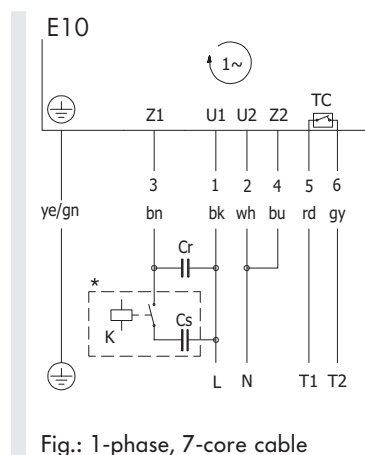 E10
1~
TC
Z1 U1 U2 Z2
3 1 2 4 5 6
ye/gn bn bk wh bu rd gy
Cr
*
Cs
K
L N T1 T2
Fig.: 1-phase, 7-core cable